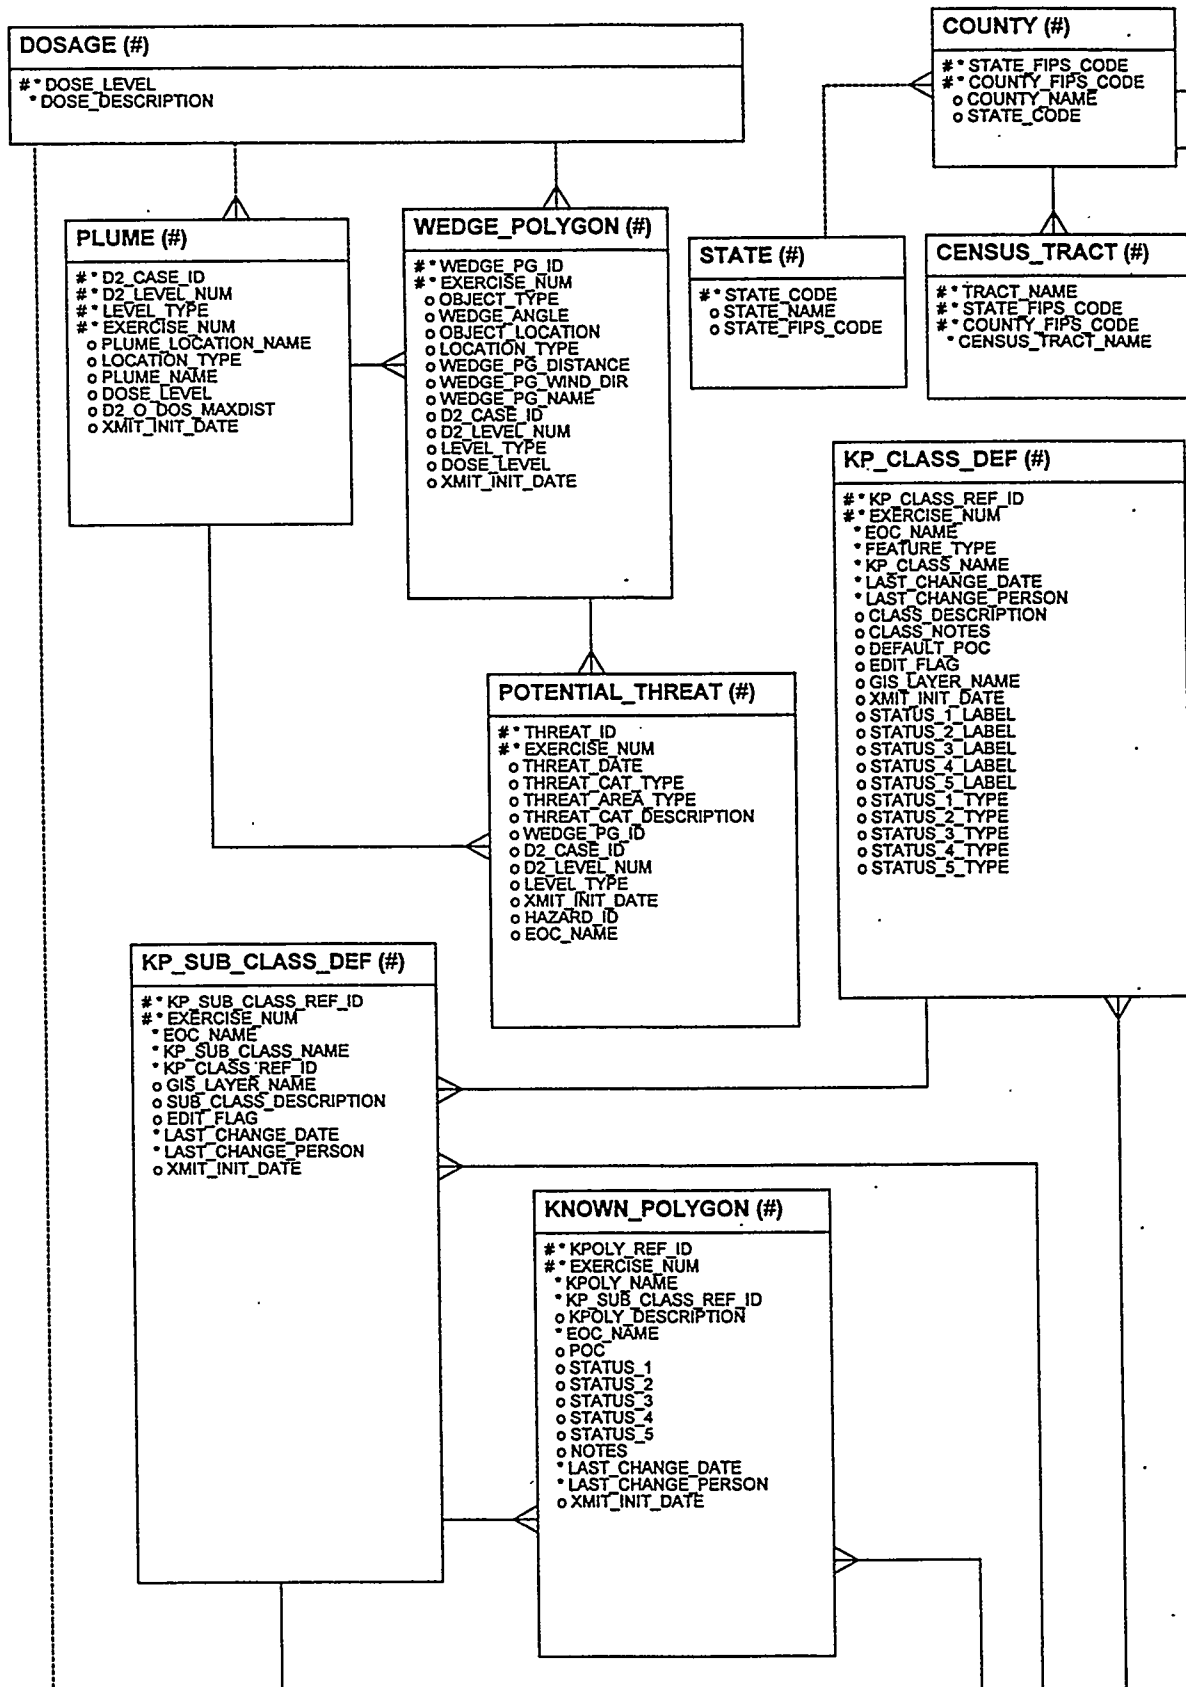 DOSAGE (#)
#* DOSE_LEVEL
* DOSE_DESCRIPTION
COUNTY (#)
#* STATE_FIPS_CODE
#* COUNTY_FIPS_CODE
o COUNTY_NAME
o STATE_CODE
PLUME (#)
#* D2_CASE_ID
#* D2_LEVEL_NUM
#* LEVEL_TYPE
#* EXERCISE_NUM
o PLUME_LOCATION_NAME
o LOCATION_TYPE
o PLUME_NAME
o DOSE_LEVEL
o D2_O_DOS_MAXDIST
o XMIT_INIT_DATE
WEDGE_POLYGON (#)
#* WEDGE_PG_ID
#* EXERCISE_NUM
o OBJECT_TYPE
o WEDGE_ANGLE
o OBJECT_LOCATION
o LOCATION_TYPE
o WEDGE_PG_DISTANCE
o WEDGE_PG_WIND_DIR
o WEDGE_PG_NAME
o D2_CASE_ID
o D2_LEVEL_NUM
o LEVEL_TYPE
o DOSE_LEVEL
o XMIT_INIT_DATE
STATE (#)
#* STATE_CODE
o STATE_NAME
o STATE_FIPS_CODE
CENSUS_TRACT (#)
#* TRACT_NAME
#* STATE_FIPS_CODE
#* COUNTY_FIPS_CODE
* CENSUS_TRACT_NAME
KP_CLASS_DEF (#)
#* KP_CLASS_REF_ID
#* EXERCISE_NUM
* EOC_NAME
* FEATURE_TYPE
* KP_CLASS_NAME
* LAST_CHANGE_DATE
* LAST_CHANGE_PERSON
o CLASS_DESCRIPTION
o CLASS_NOTES
o DEFAULT_POC
o EDIT_FLAG
o GIS_LAYER_NAME
o XMIT_INIT_DATE
o STATUS_1_LABEL
o STATUS_2_LABEL
o STATUS_3_LABEL
o STATUS_4_LABEL
o STATUS_5_LABEL
o STATUS_1_TYPE
o STATUS_2_TYPE
o STATUS_3_TYPE
o STATUS_4_TYPE
o STATUS_5_TYPE
POTENTIAL_THREAT (#)
#* THREAT_ID
#* EXERCISE_NUM
o THREAT_DATE
o THREAT_CAT_TYPE
o THREAT_AREA_TYPE
o THREAT_CAT_DESCRIPTION
o WEDGE_PG_ID
o D2_CASE_ID
o D2_LEVEL_NUM
o LEVEL_TYPE
o XMIT_INIT_DATE
o HAZARD_ID
o EOC_NAME
KP_SUB_CLASS_DEF (#)
#* KP_SUB_CLASS_REF_ID
#* EXERCISE_NUM
* EOC_NAME
* KP_SUB_CLASS_NAME
* KP_CLASS_REF_ID
o GIS_LAYER_NAME
o SUB_CLASS_DESCRIPTION
o EDIT_FLAG
* LAST_CHANGE_DATE
* LAST_CHANGE_PERSON
o XMIT_INIT_DATE
KNOWN_POLYGON (#)
#* KPOLY_REF_ID
#* EXERCISE_NUM
* KPOLY_NAME
* KP_SUB_CLASS_REF_ID
o KPOLY_DESCRIPTION
* EOC_NAME
o POC
o STATUS_1
o STATUS_2
o STATUS_3
o STATUS_4
o STATUS_5
o NOTES
* LAST_CHANGE_DATE
* LAST_CHANGE_PERSON
o XMIT_INIT_DATE